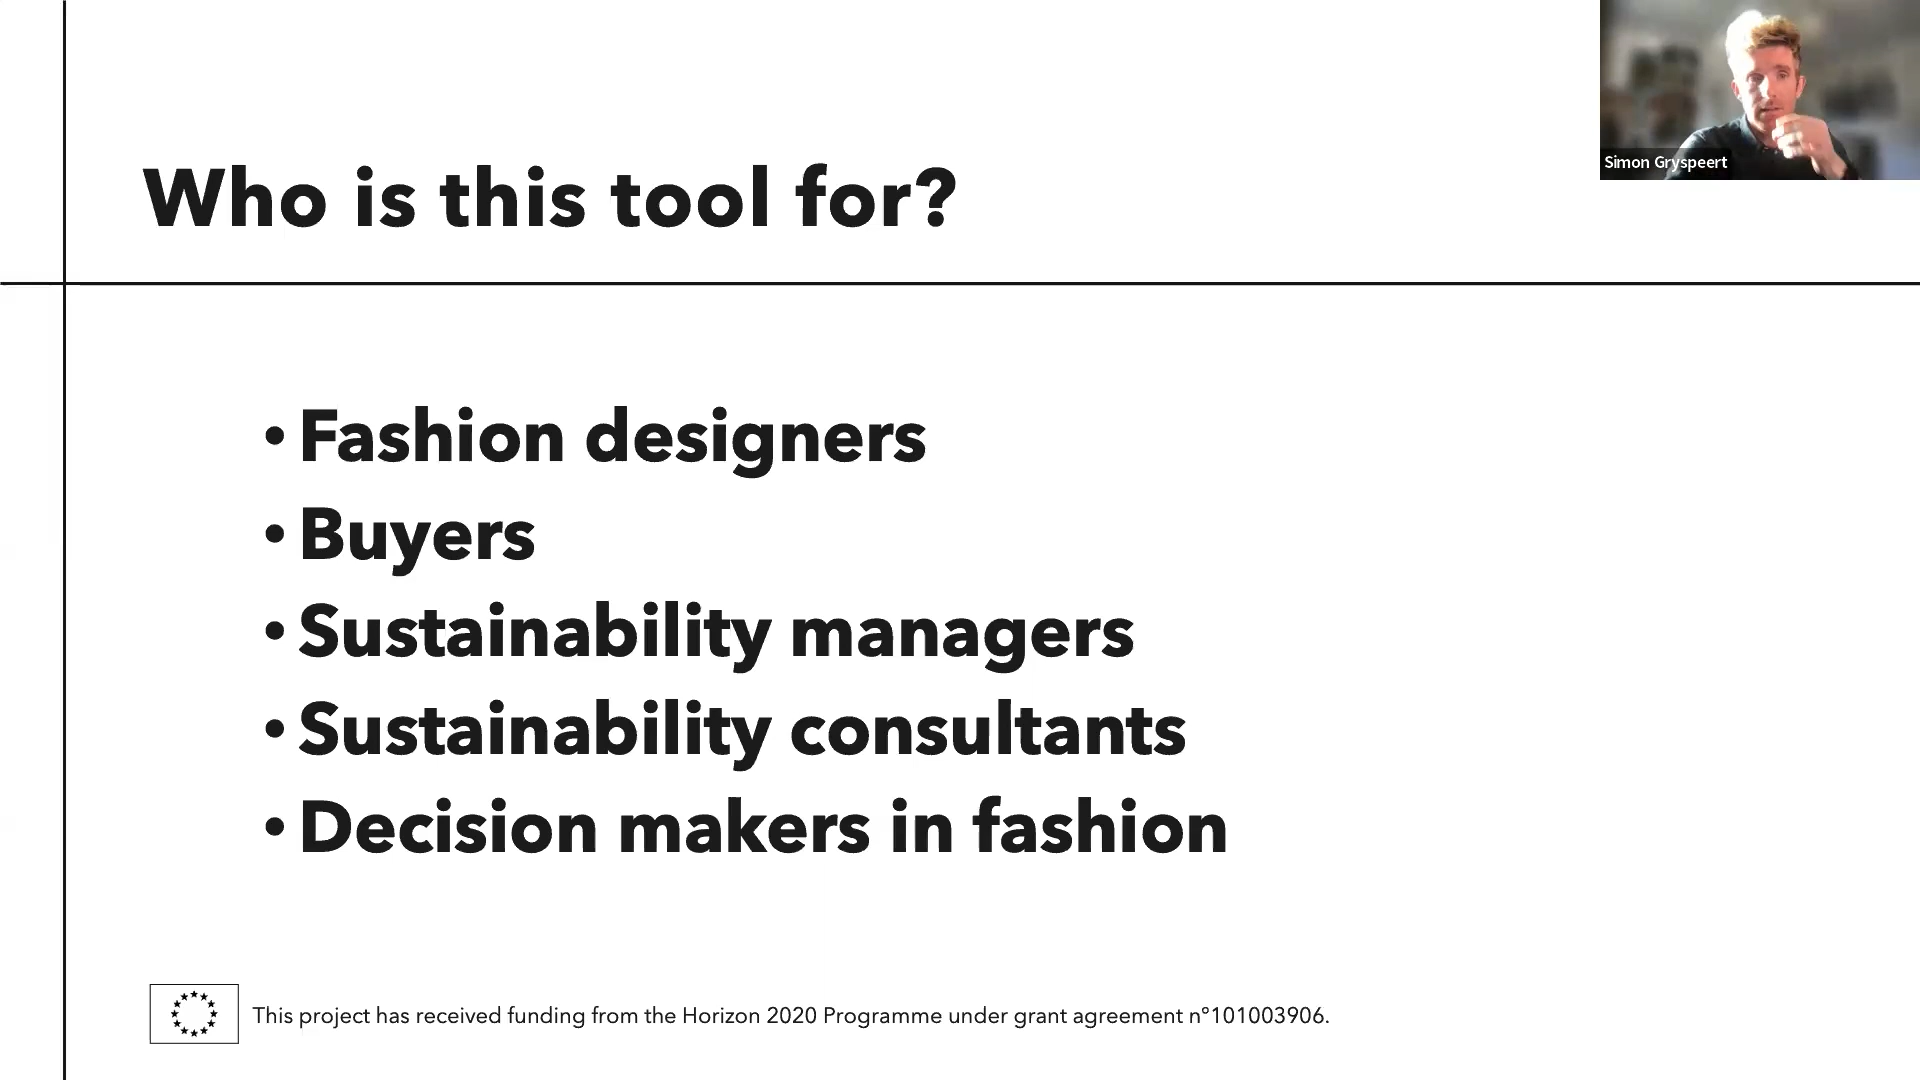 Simon Gryspeert
Who is this tool for?
• Fashion designers
• Buyers
• Sustainability managers
• Sustainability consultants
• Decision makers in fashion
This project has received funding from the Horizon 2020 Programme under grant agreement n°101003906.